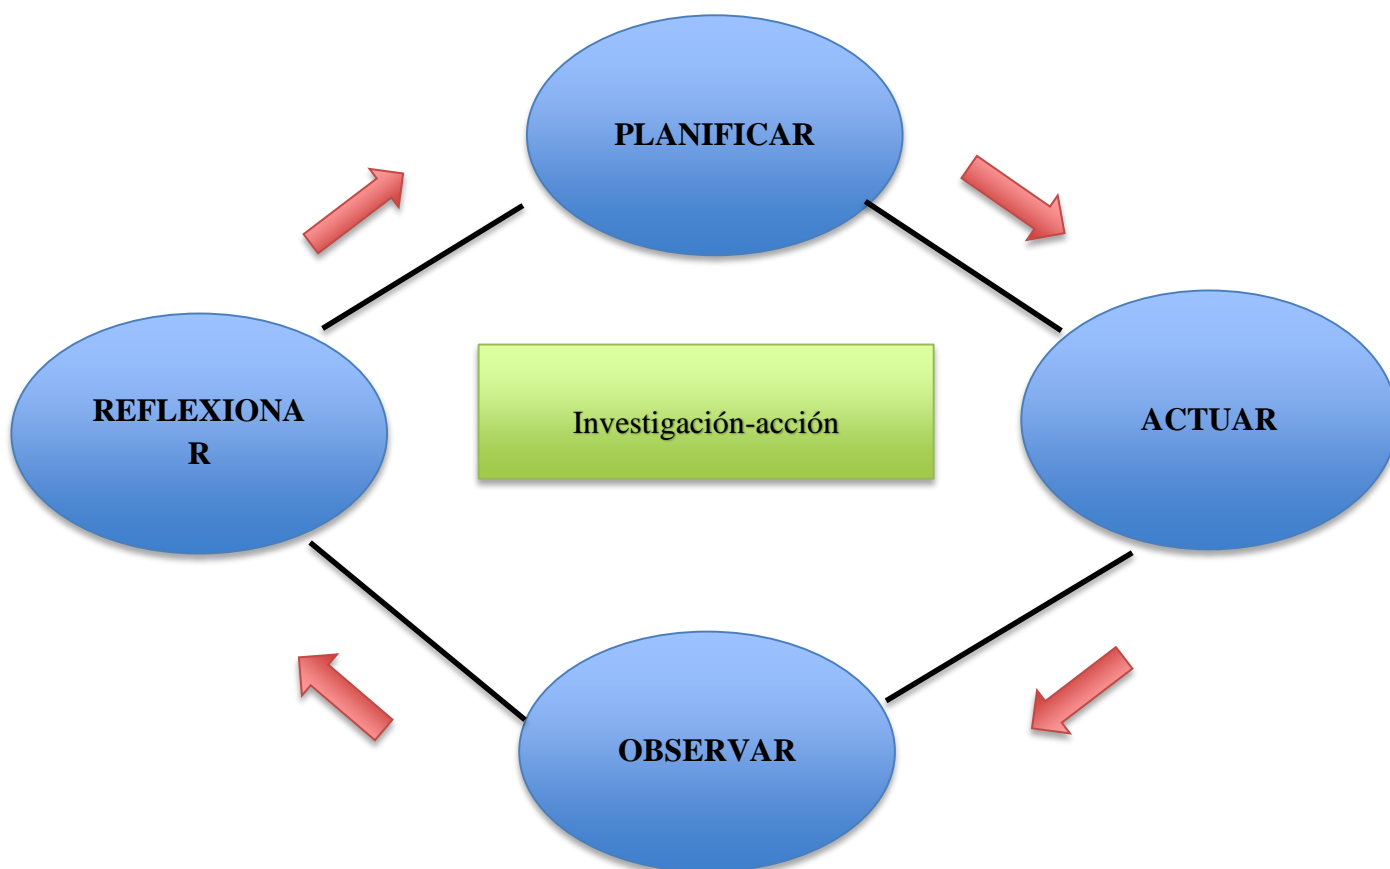 PLANIFICAR
REFLEXIONA
R
Investigación-acción
ACTUAR
OBSERVAR